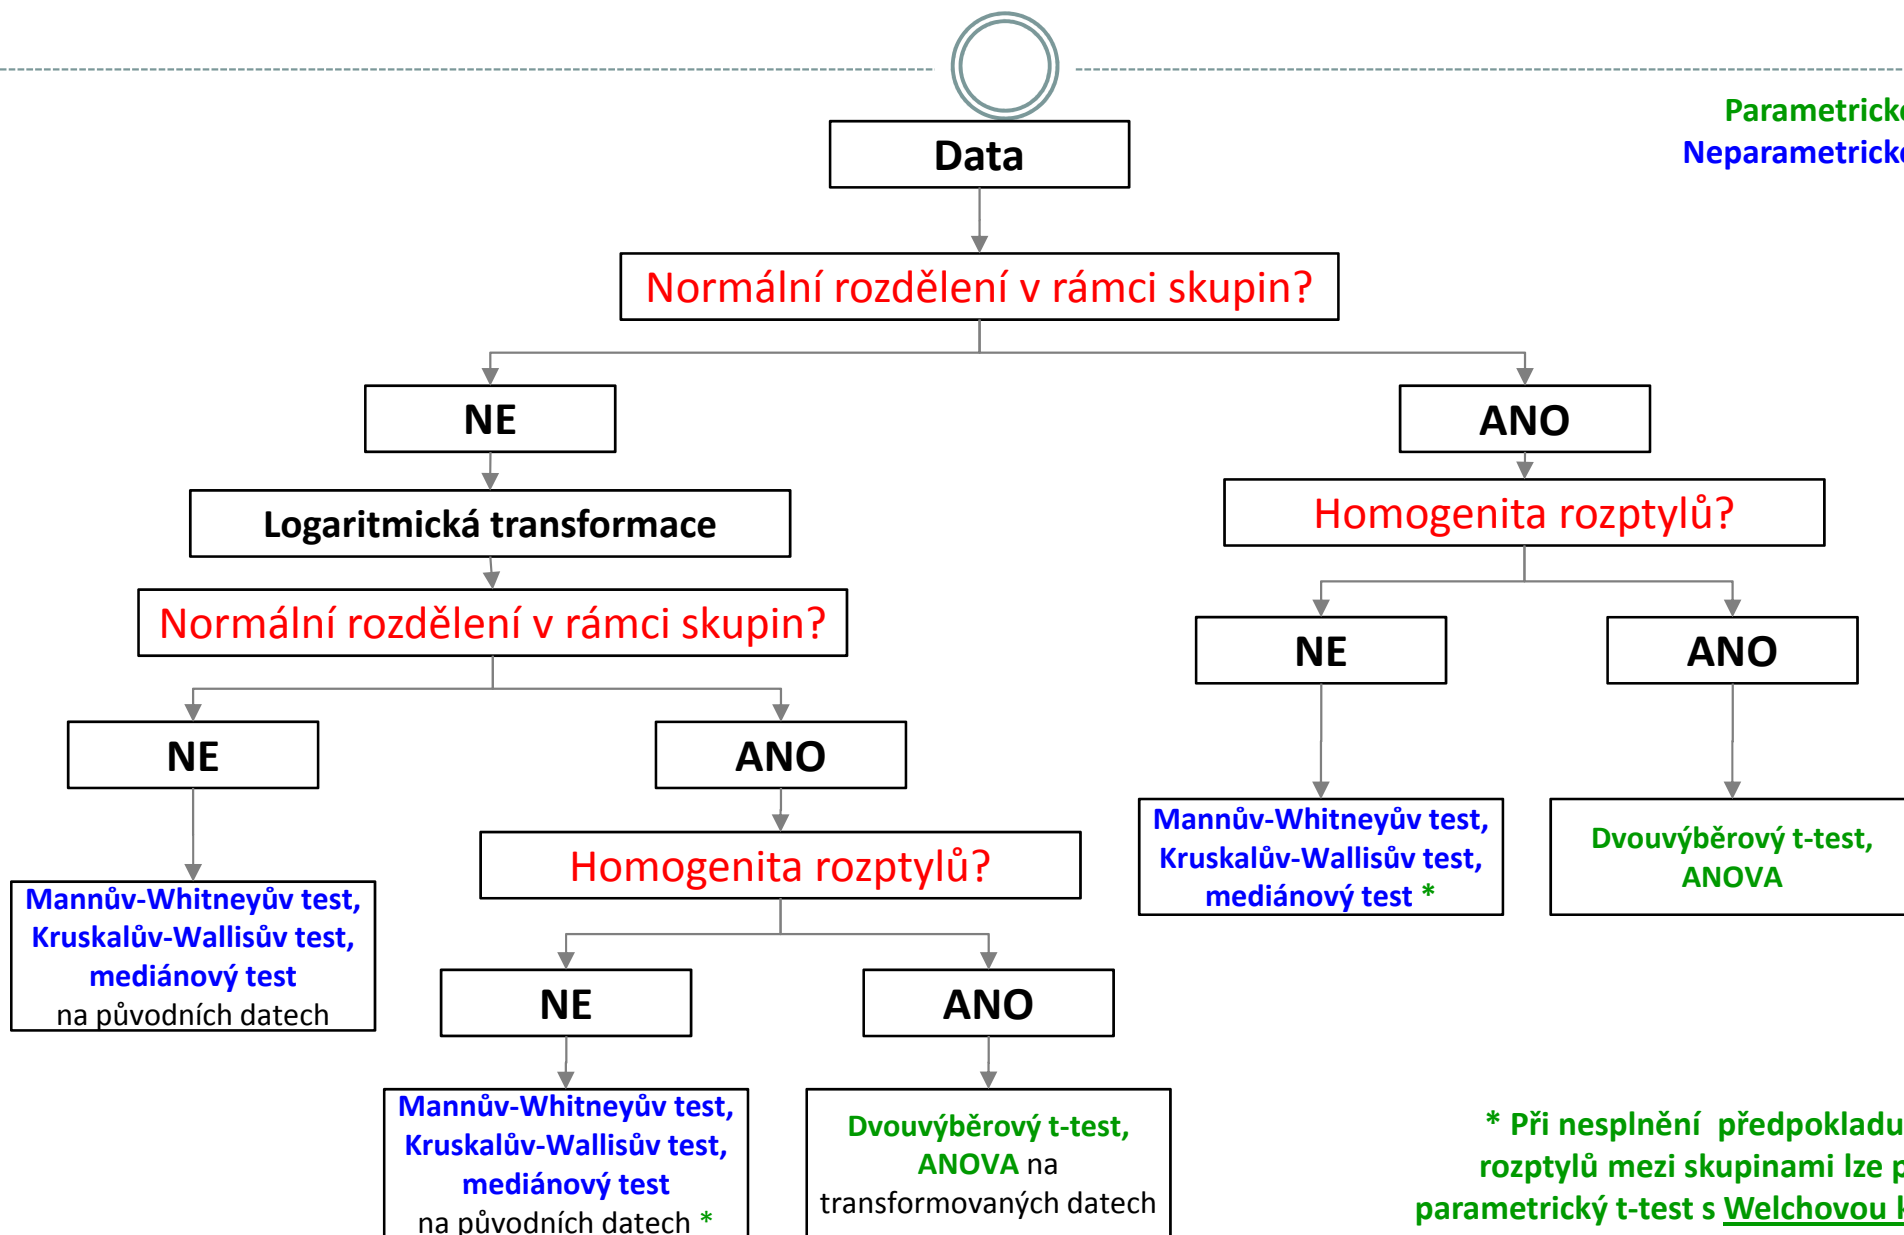 Parametrické
Neparametrické
Data
Normální rozdělení v rámci skupin?
NE
ANO
Logaritmická transformace
Homogenita rozptylů?
Normální rozdělení v rámci skupin?
NE
ANO
NE
ANO
Mannův-Whitneyův test,
Kruskalův-Wallisův test,
mediánový test *
Dvouvýběrový t-test,
ANOVA
Homogenita rozptylů?
Mannův-Whitneyův test,
Kruskalův-Wallisův test,
mediánový test
na původních datech
NE
ANO
Mannův-Whitneyův test,
Kruskalův-Wallisův test,
mediánový test
na původních datech *
Dvouvýběrový t-test,
ANOVA na
transformovaných datech
* Při nesplnění předpokladu
rozptylů mezi skupinami lze
parametrický t-test s Welchovou